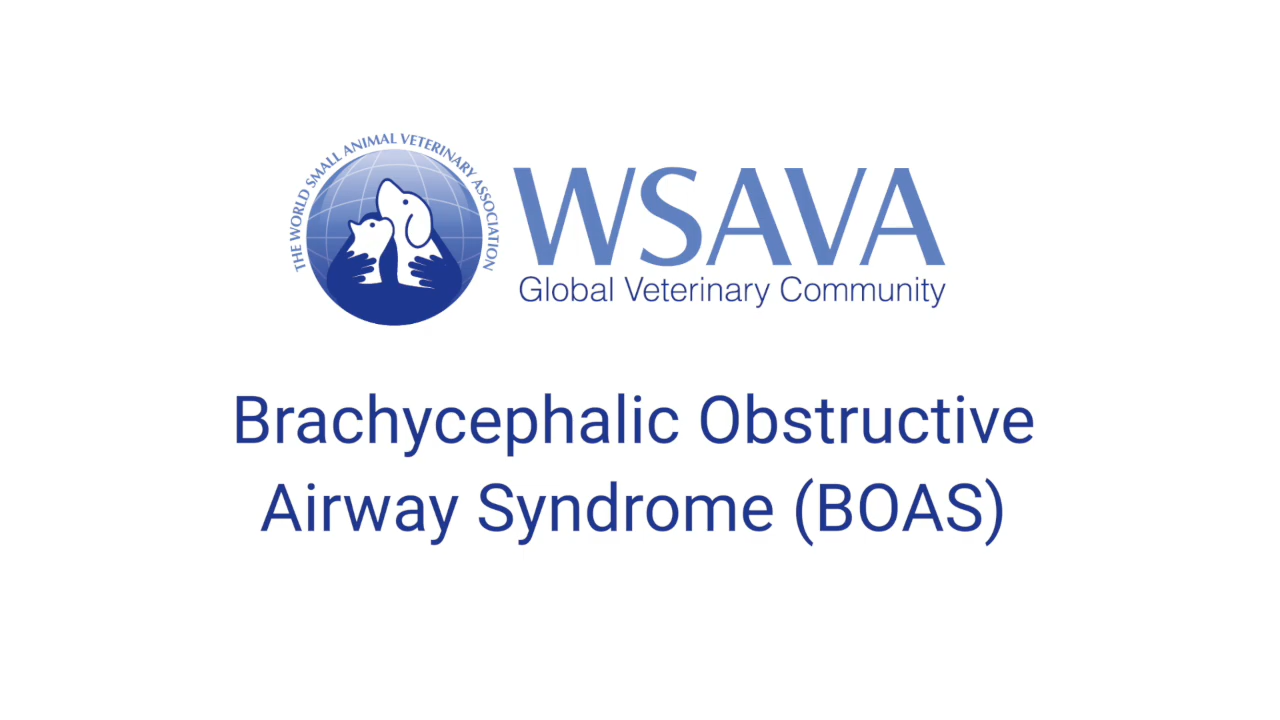 THE WORLD SMALL ANIMAL VETERINARY ASSOCIATION
WSAVA
Global Veterinary Community
Brachycephalic Obstructive
Airway Syndrome (BOAS)